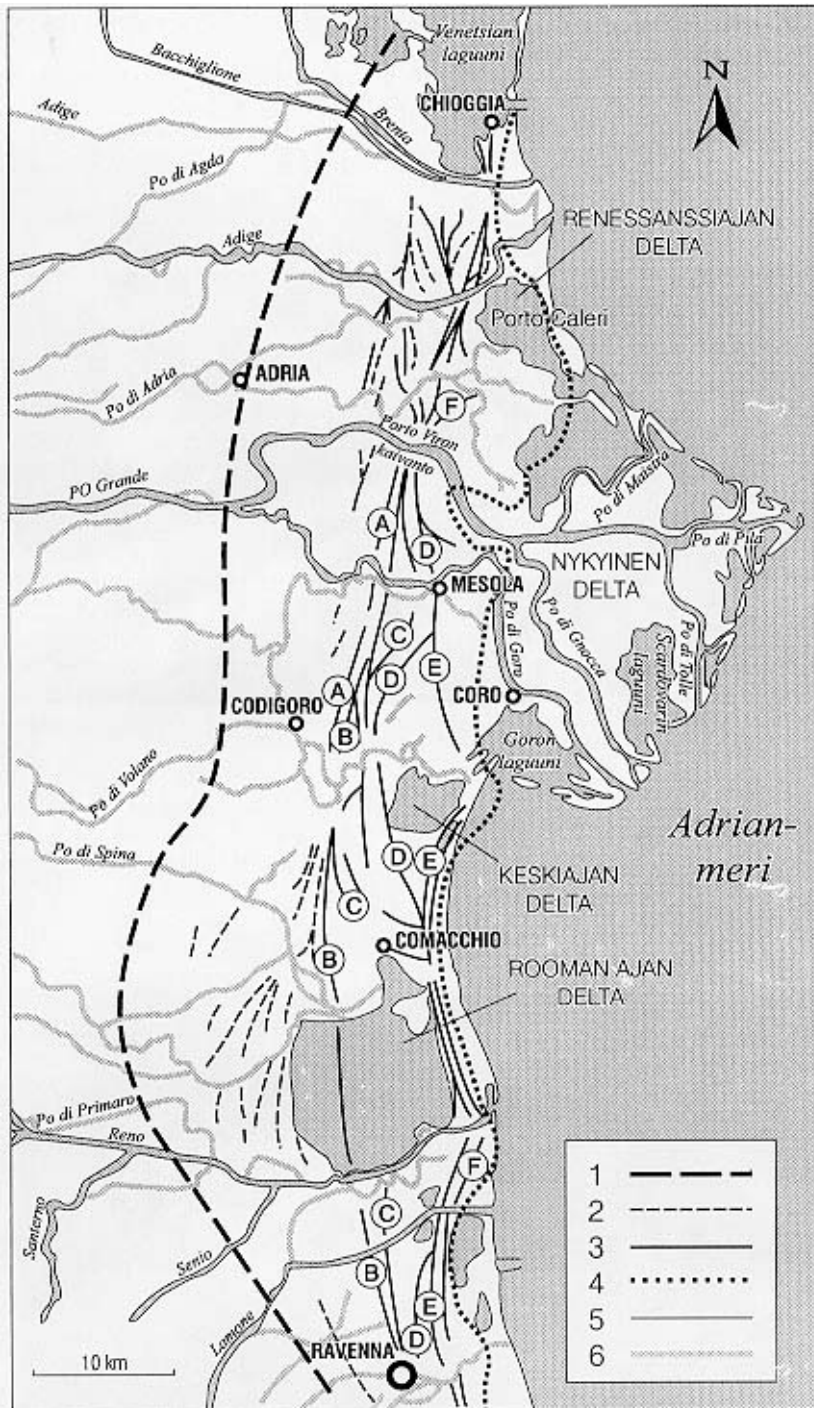 Venetsian
laguuni
Bacchiglione
N
CHIOGGIA
Brenta
Adige
Po di Agda
RENESSANSSIAJAN
DELTA
Adige
Porto Caleri
ADRIA
Po di Adria
F
Porto Viron
kaivanto
PO Grande
Po di Maistra
A
D
Po di Pila
NYKYINEN
DELTA
MESOLA
C
Po di Goro
Po di Gnocca
Po di Tolle
Scardovarin
laguuni
D
E
A
CORO
CODIGORO
B
Goron
laguuni
Po di Volano
Adrian-
meri
Po di Spina
D
E
KESKIAJAN
DELTA
C
COMACCHIO
B
ROOMAN AJAN
DELTA
Po di Primaro
Reno
F
1
2
3
4
5
6
Santerno
C
Senio
B
E
Lamone
D
RAVENNA
10 km